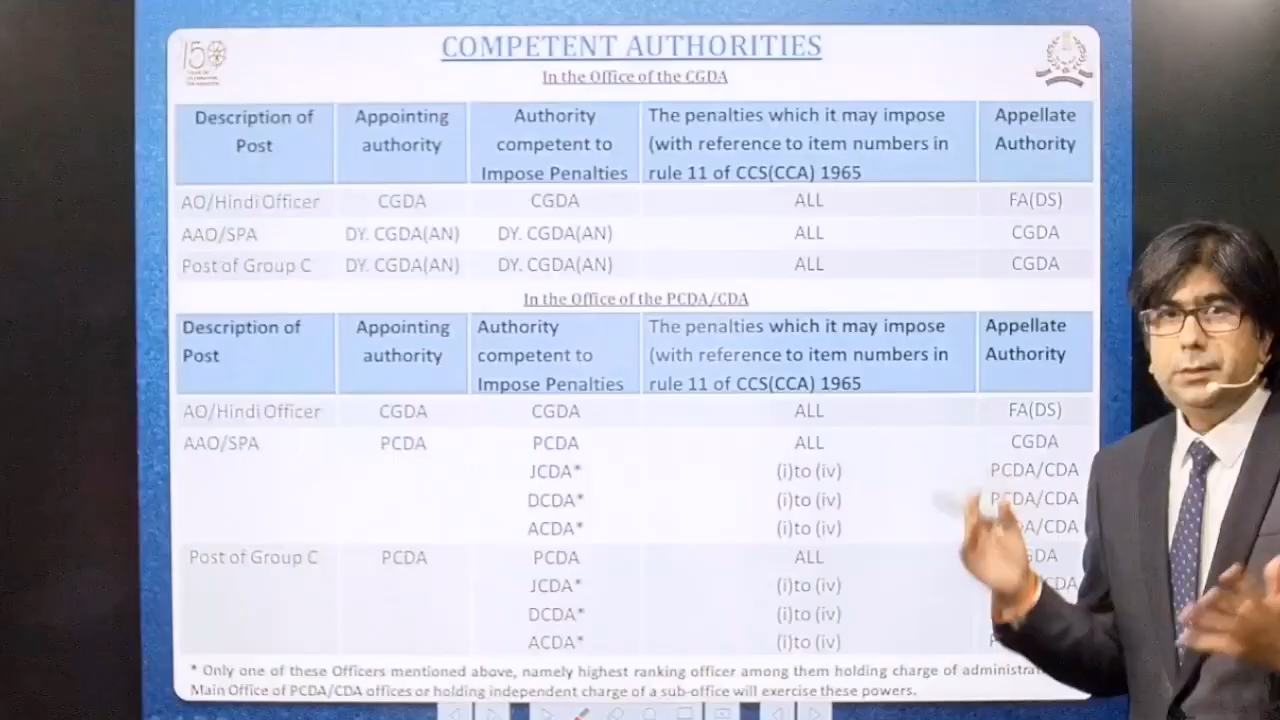 150
COMPETENT AUTHORITIES
In the Office of the CGDA
Description of Post Appointing authority Authority competent to Impose Penalties The penalties which it may impose (with reference to item numbers in rule 11 of CCS(CCA) 1965 Appellate Authority
AO/Hindi Officer CGDA CGDA ALL FA(DS)
AAO/SPA DY. CGDA(AN) DY. CGDA(AN) ALL CGDA
Post of Group C DY. CGDA(AN) DY. CGDA(AN) ALL CGDA
In the Office of the PCDA/CDA
Description of Post Appointing authority Authority competent to Impose Penalties The penalties which it may impose (with reference to item numbers in rule 11 of CCS(CCA) 1965 Appellate Authority
AO/Hindi Officer CGDA CGDA ALL FA(DS)
AAO/SPA PCDA PCDA ALL CGDA
JCDA* (i)to (iv) PCDA/CDA
DCDA* (i)to (iv) PCDA/CDA
ACDA* (i)to (iv)
Post of Group C PCDA PCDA ALL
JCDA* (i)to (iv)
DCDA* (i)to (iv)
ACDA* (i)to (iv)
* Only one of these Officers mentioned above, namely highest ranking officer among them holding charge of
Main Office of PCDA/CDA offices or holding independent charge of a sub-office will exercise these powers.